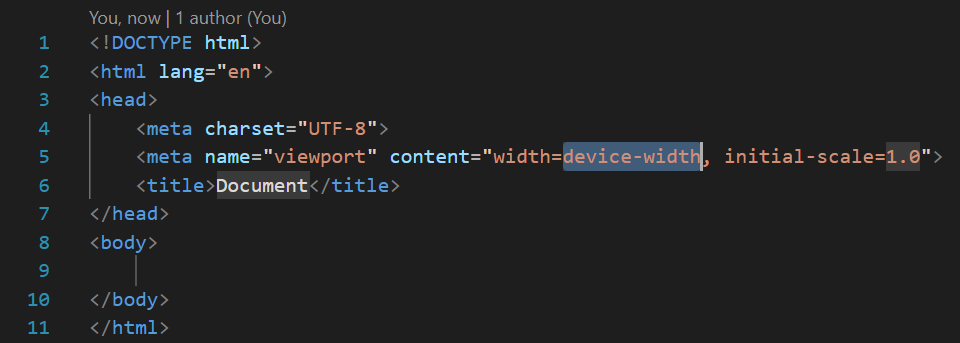 You, now | 1 author (You)
1 <!DOCTYPE html>
2 <html lang="en">
3 <head>
4     <meta charset="UTF-8">
5     <meta name="viewport" content="width=device-width, initial-scale=1.0">
6     <title>Document</title>
7 </head>
8 <body>
9
10 </body>
11 </html>